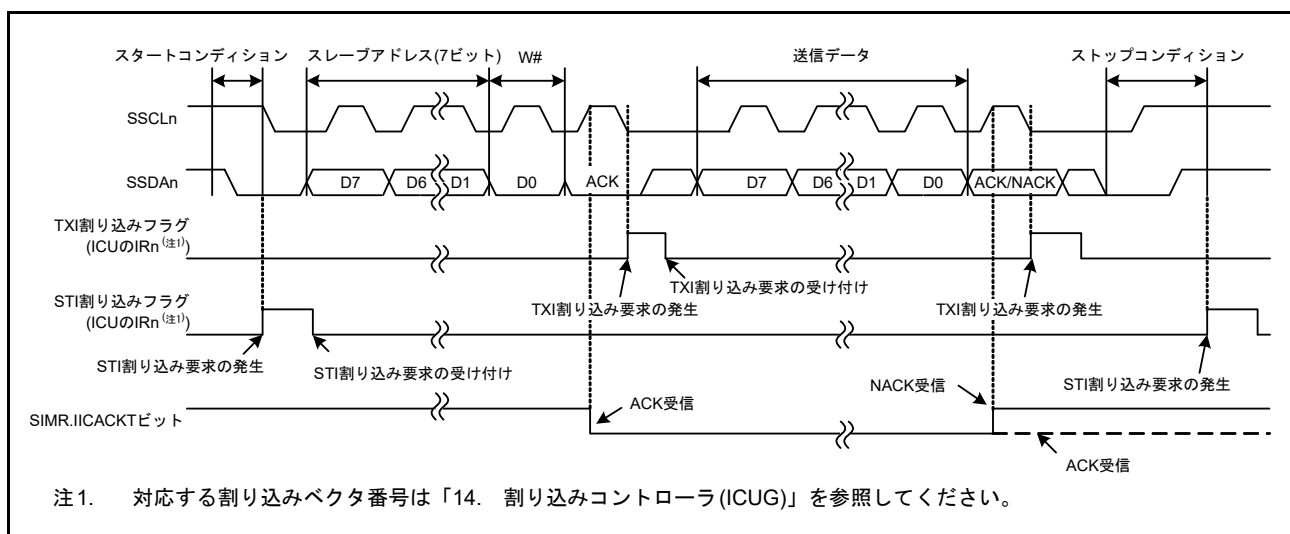 スタートコンディション スレーブアドレス(7ビット) W# 送信データ ストップコンディション
SSCLn
SSDAn D7 D6 D1 D0 ACK D7 D6 D1 D0 ACK/NACK
TXI割り込みフラグ
(ICUのIRn(注1))
TXI割り込み要求の受け付け
TXI割り込み要求の発生 TXI割り込み要求の発生
STI割り込みフラグ
(ICUのIRn(注1))
STI割り込み要求の発生 STI割り込み要求の受け付け STI割り込み要求の発生
NACK受信
ACK受信
SIMR.IICACKTビット
ACK受信
注1. 対応する割り込みベクタ番号は「14. 割り込みコントローラ(ICUG)」を参照してください。